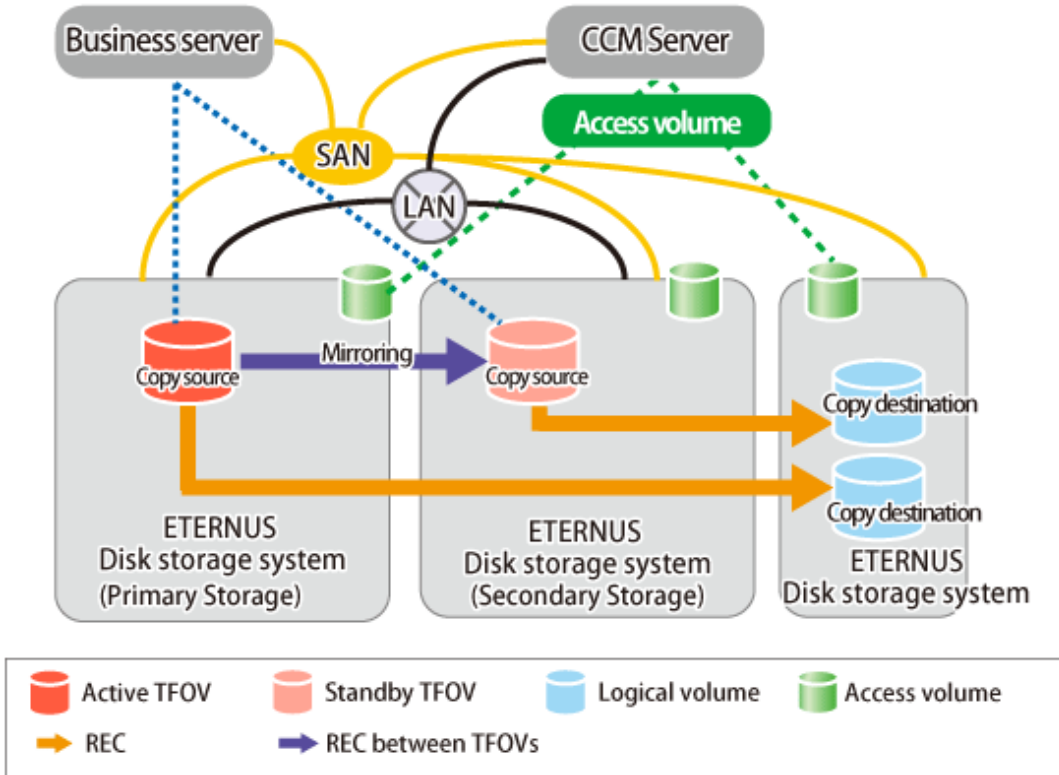 Business server
CCM Server
Access volume
SAN
LAN
Copy source
Mirroring
Copy source
Copy destination
Copy destination
ETERNUS
Disk storage system
(Primary Storage)
ETERNUS
Disk storage system
(Secondary Storage)
ETERNUS
Disk storage system
Active TFOV
Standby TFOV
Logical volume
Access volume
REC
REC between TFOVs